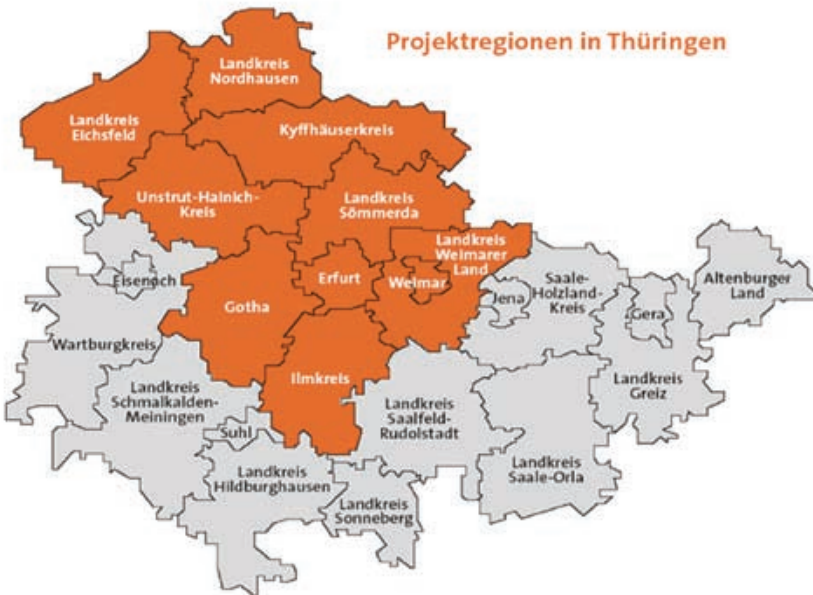 Projektregionen in Thüringen
Landkreis
Nordhausen
Landkreis
Eichsfeld
Kyffhäuserkreis
Unstrut-Hainich-
Kreis
Landkreis
Sömmerda
Landkreis
Weimarer
Land
Eisenach
Gotha
Erfurt
Weimar
Jena
Saale-
Holzland-
Kreis
Gera
Altenburger
Land
Wartburgkreis
Ilmkreis
Landkreis
Schmalkalden-
Meiningen
Suhl
Landkreis
Saalfeld-
Rudolstadt
Landkreis
Greiz
Landkreis
Hildburghausen
Landkreis
Sonneberg
Landkreis
Saale-Orla